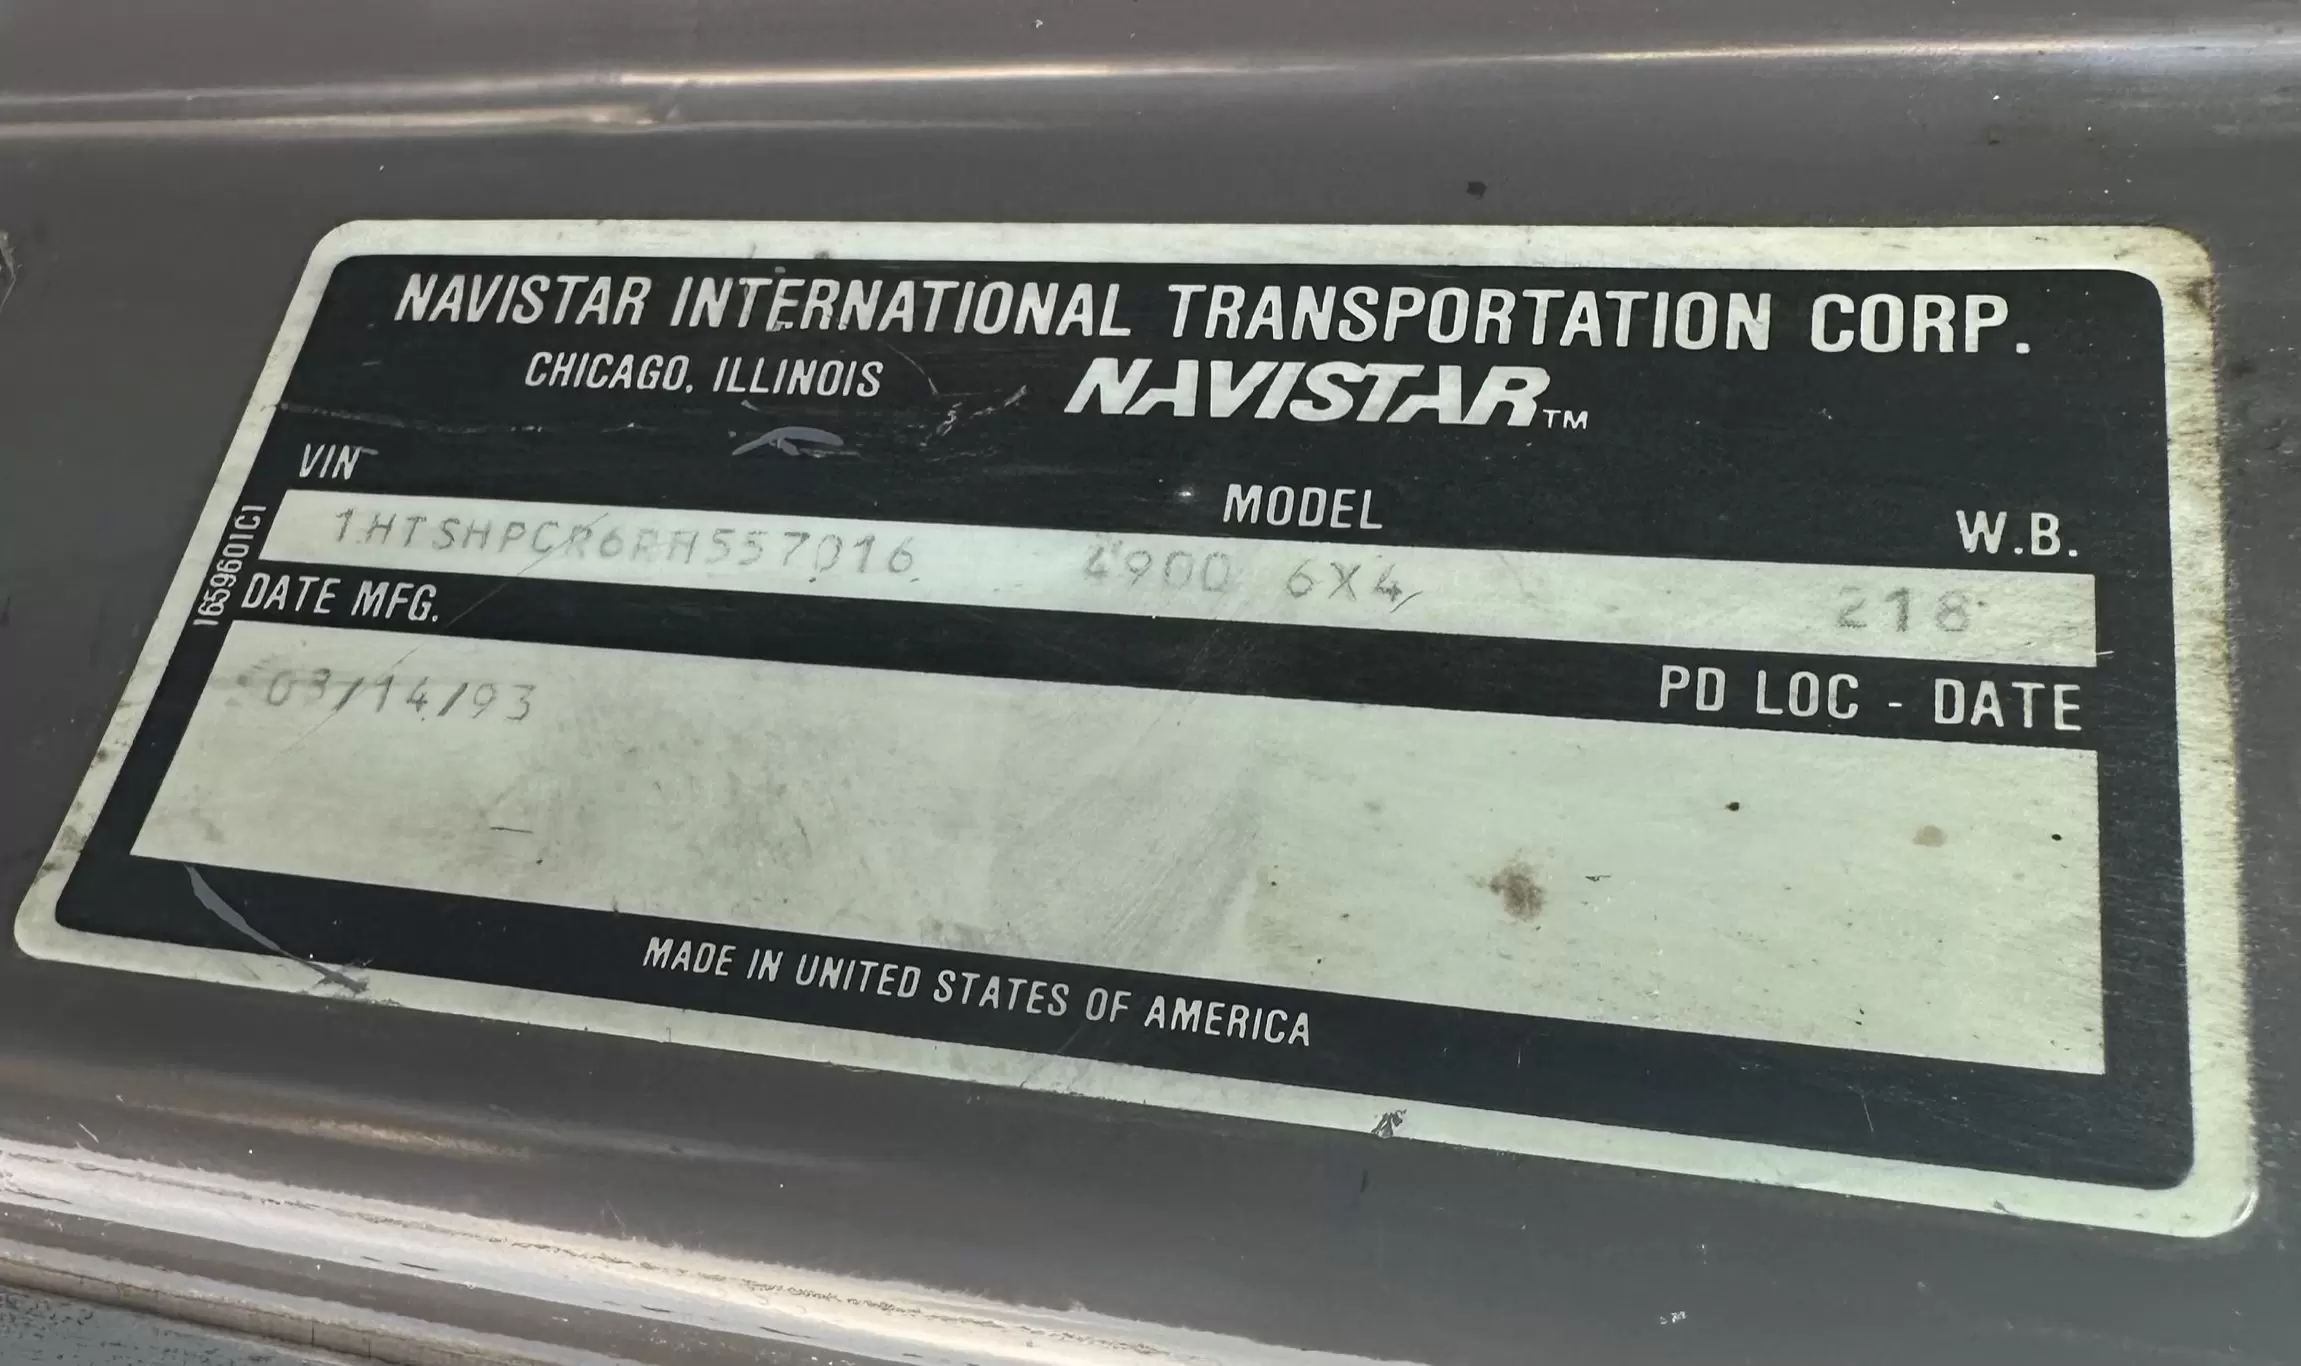 NAVISTAR INTERNATIONAL TRANSPORTATION CORP.
CHICAGO, ILLINOIS NAVISTAR™
VIN MODEL W.B.
1HTSHPCR6RH557016 4900 6X4 218
1659601C1
DATE MFG. PD LOC - DATE
03/14/93
MADE IN UNITED STATES OF AMERICA